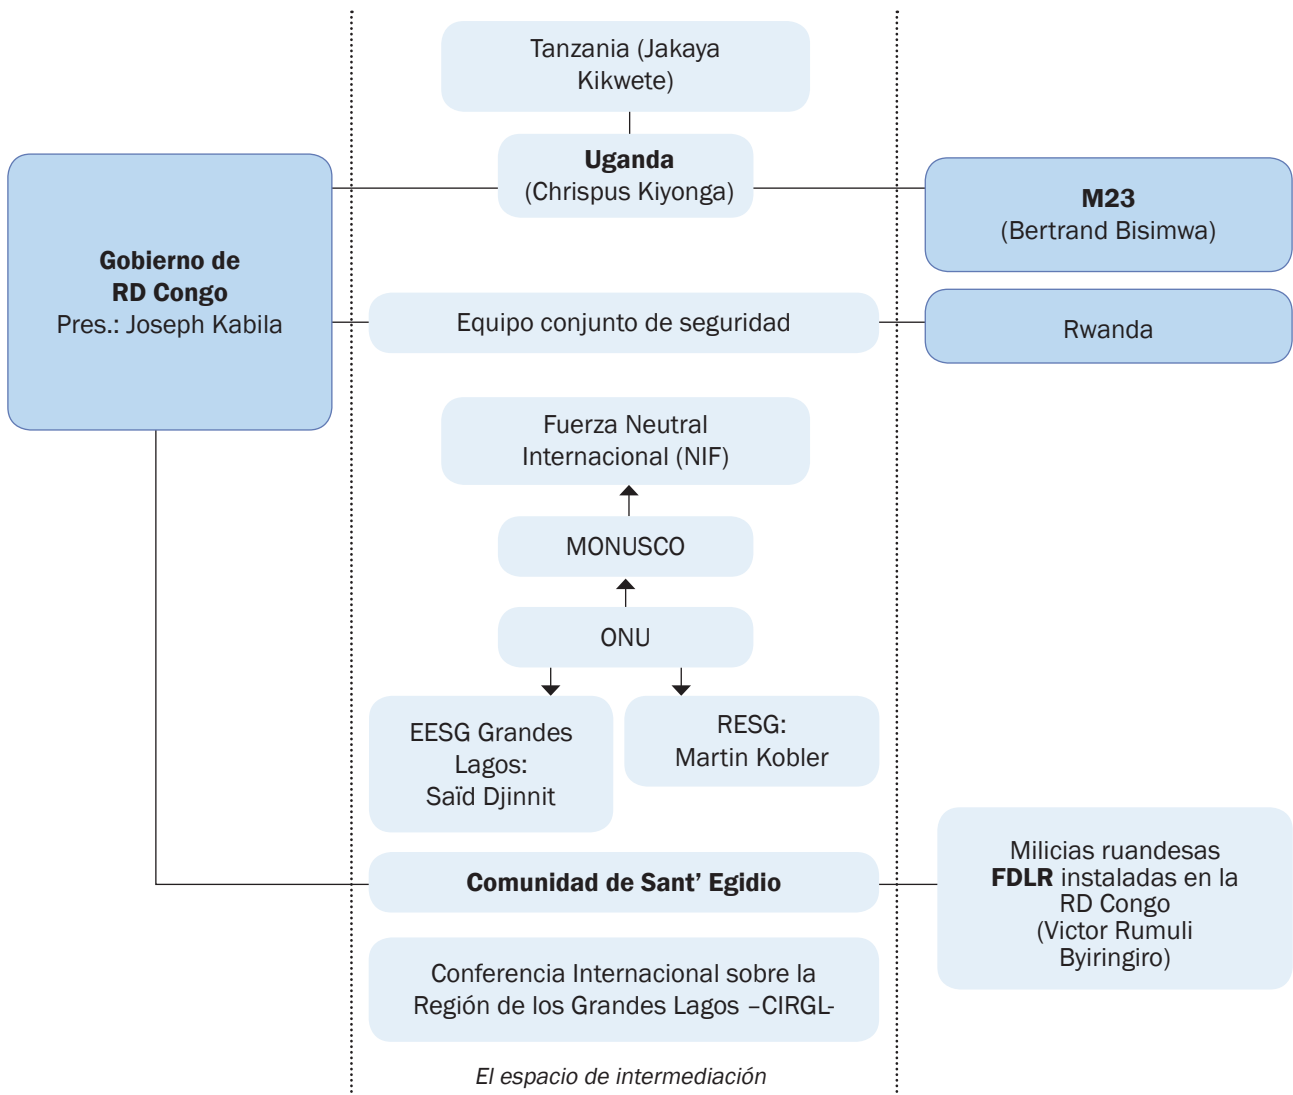 Tanzania (Jakaya
Kikwete)
Uganda
(Chrispus Kiyonga)
Gobierno de
RD Congo
Pres.: Joseph Kabila
M23
(Bertrand Bisimwa)
Equipo conjunto de seguridad
Rwanda
Fuerza Neutral
Internacional (NIF)
MONUSCO
ONU
EESG Grandes
Lagos:
Saïd Djinnit
RESG:
Martin Kobler
Comunidad de Sant’ Egidio
Milicias ruandesas
FDLR instaladas en la
RD Congo
(Victor Rumuli
Byiringiro)
Conferencia Internacional sobre la
Región de los Grandes Lagos –CIRGL-
El espacio de intermediación